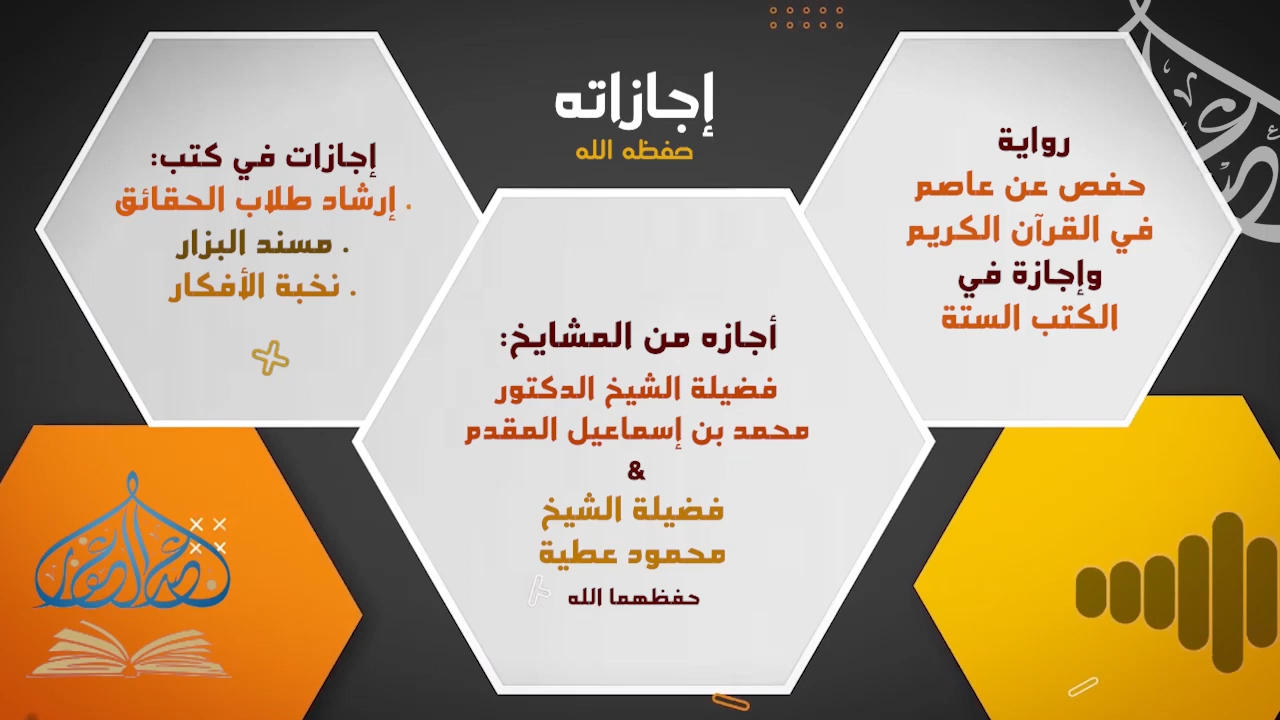 إجازاته
حفظه الله
رواية
حفص عن عاصم
في القرآن الكريم
وإجازة في
الكتب الستة
إجازات في كتب:
. إرشاد طلاب الحقائق
. مسند البزار
. نخبة الأفكار
أجازه من المشايخ:
فضيلة الشيخ الدكتور
محمد بن إسماعيل المقدم
&
فضيلة الشيخ
محمود عطية
حفظهما الله